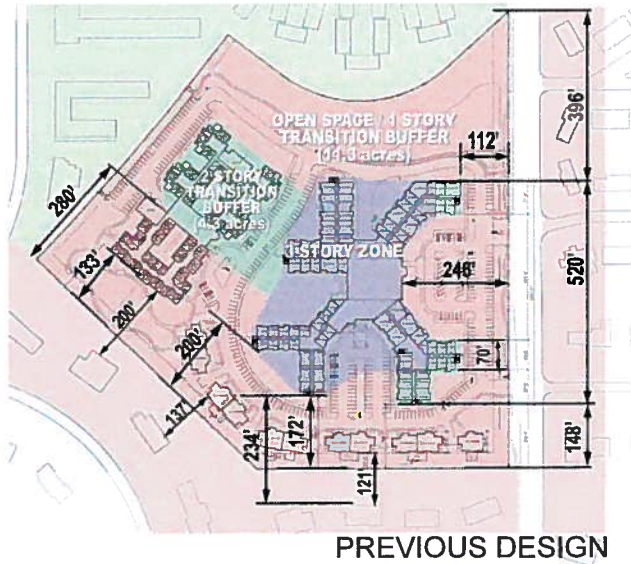 396'
OPEN SPACE / 1 STORY
TRANSITION BUFFER
(14.3 acres)
112'
2 STORY
TRANSITION
BUFFER
(4.3 acres)
280'
3 STORY ZONE
133'
246'
520'
200'
200'
70'
137'
234'
172'
148'
121'
PREVIOUS DESIGN